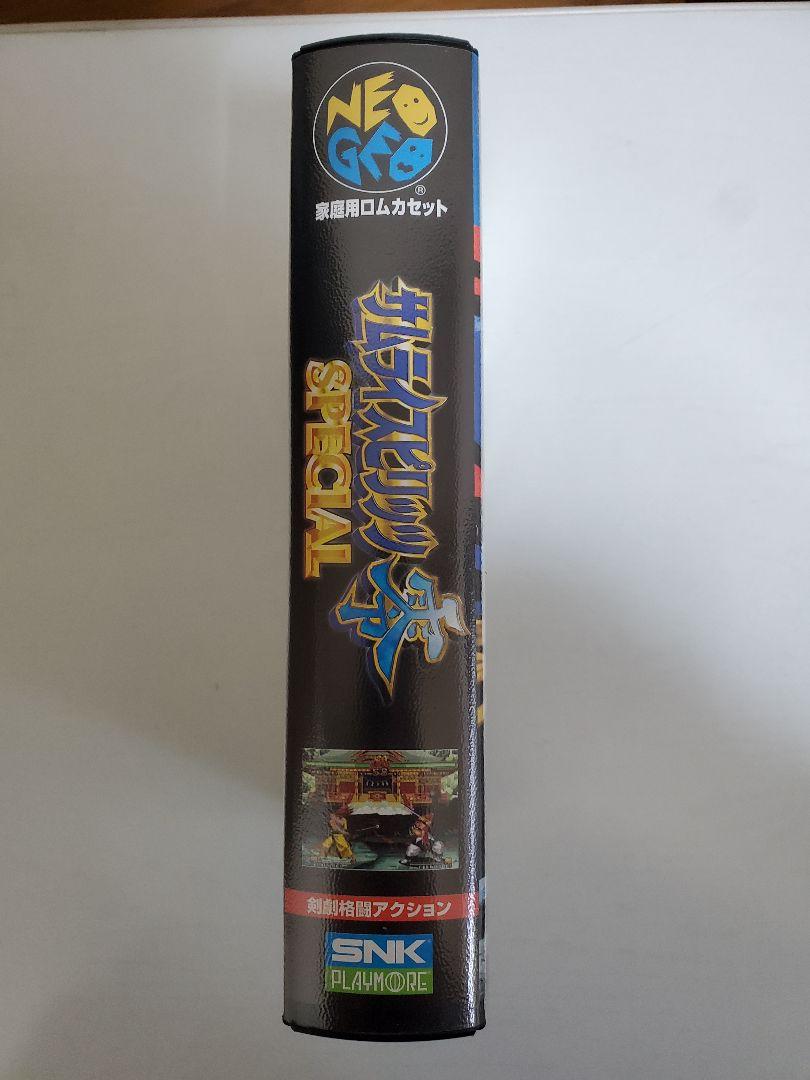 NEO
GEO
®
家庭用ロムカセット
サムライスピリッツ零
SPECIAL
剣劇格闘アクション
SNK
PLAYMORE